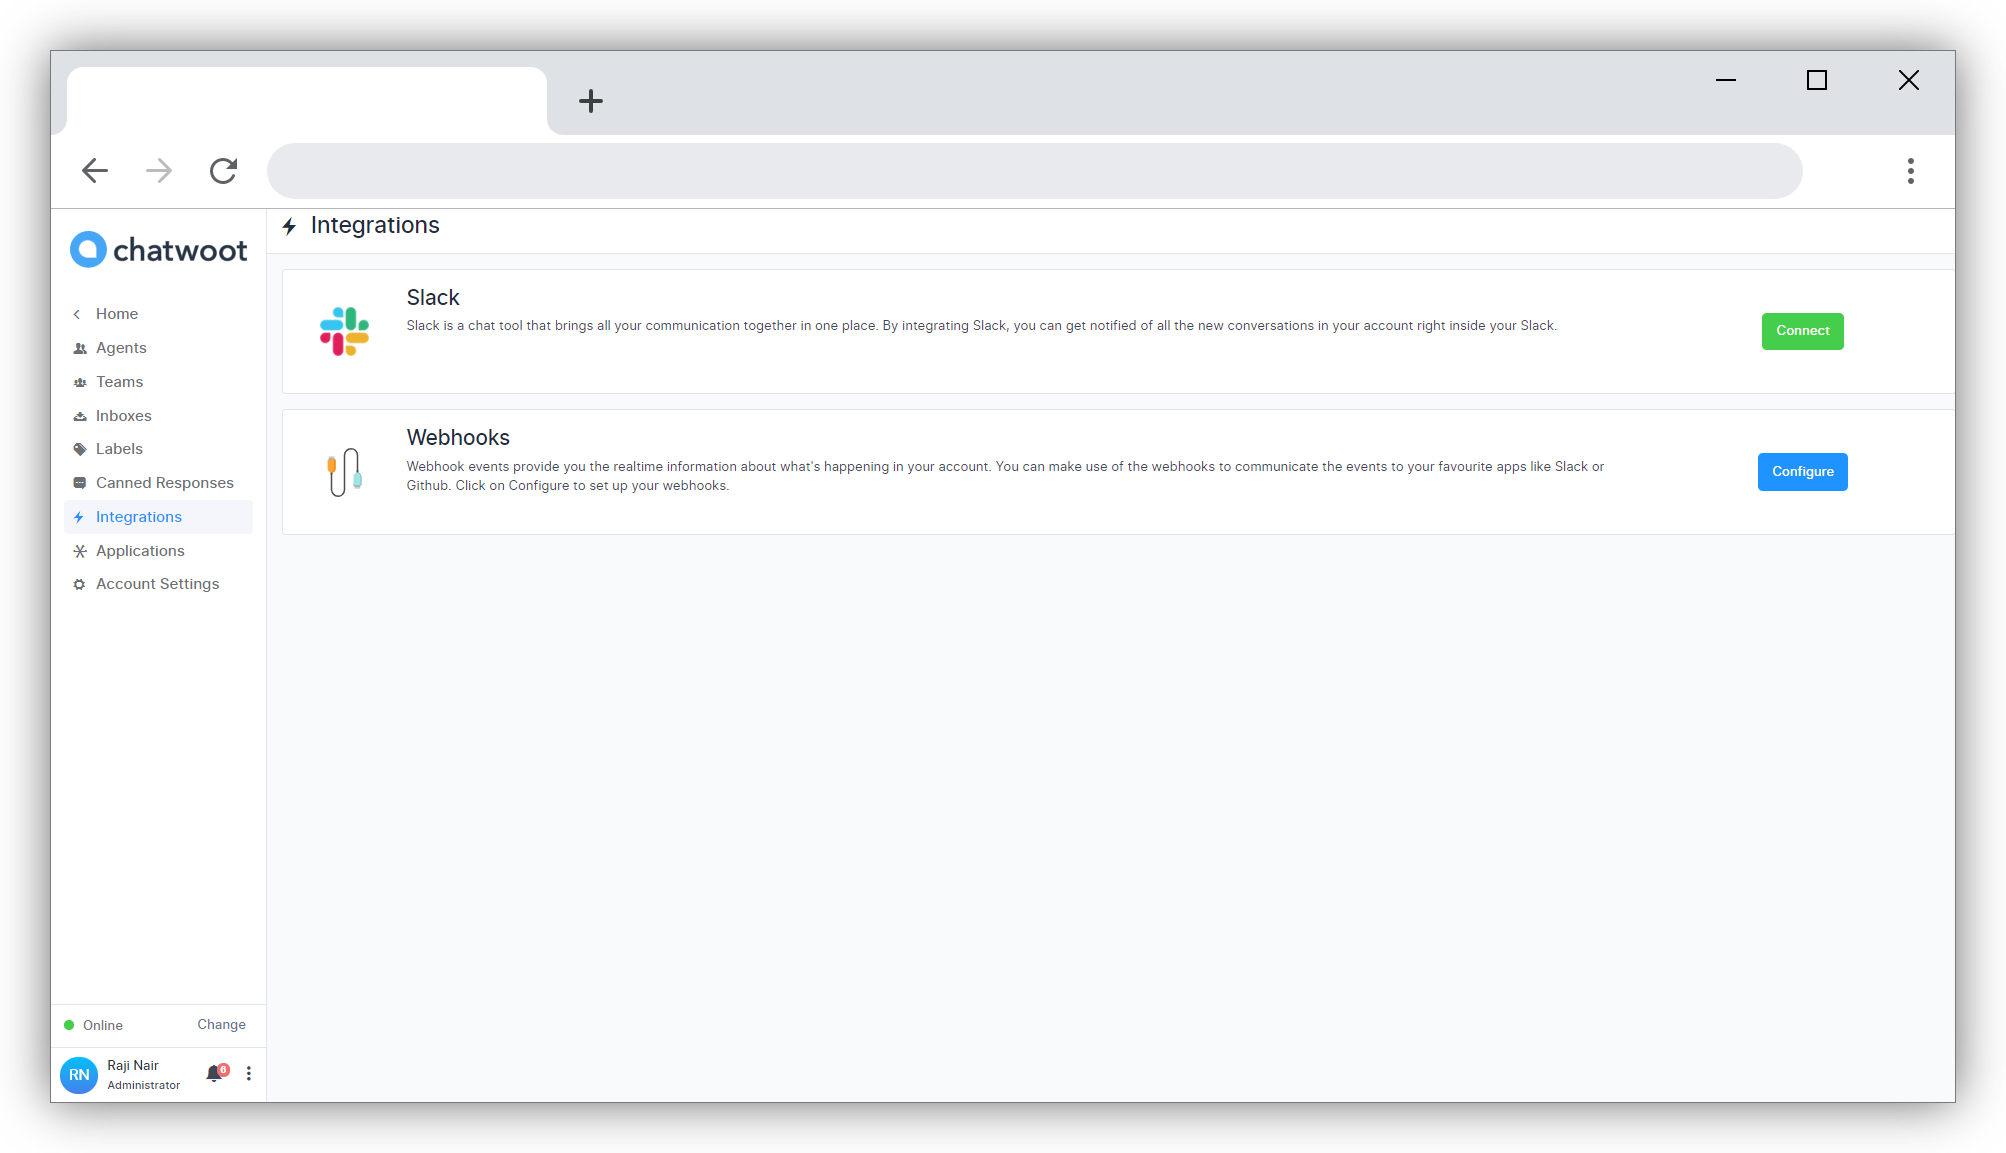 chatwoot
Home
Agents
Teams
Inboxes
Labels
Canned Responses
Integrations
Applications
Account Settings
Online
Change
RN
Raji Nair
Administrator
6
Integrations
Slack
Slack is a chat tool that brings all your communication together in one place. By integrating Slack, you can get notified of all the new conversations in your account right inside your Slack.
Connect
Webhooks
Webhook events provide you the realtime information about what's happening in your account. You can make use of the webhooks to communicate the events to your favourite apps like Slack or
Github. Click on Configure to set up your webhooks.
Configure